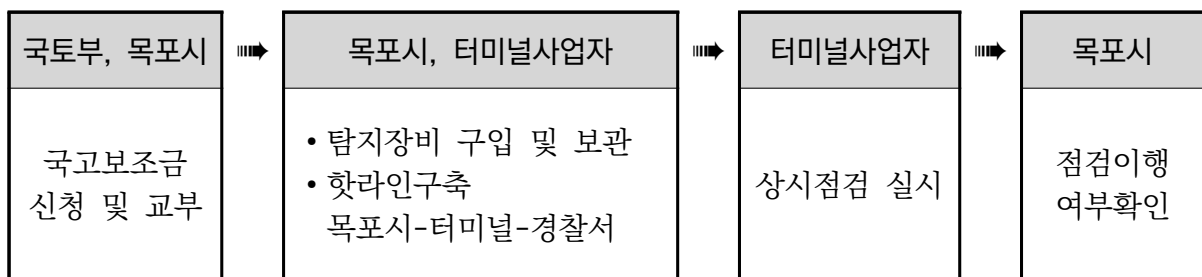 국토부, 목포시
국고보조금
신청 및 교부
➠
목포시, 터미널사업자
• 탐지장비 구입 및 보관
• 핫라인구축
목포시-터미널-경찰서
➠
터미널사업자
상시점검 실시
➠
목포시
점검이행
여부확인